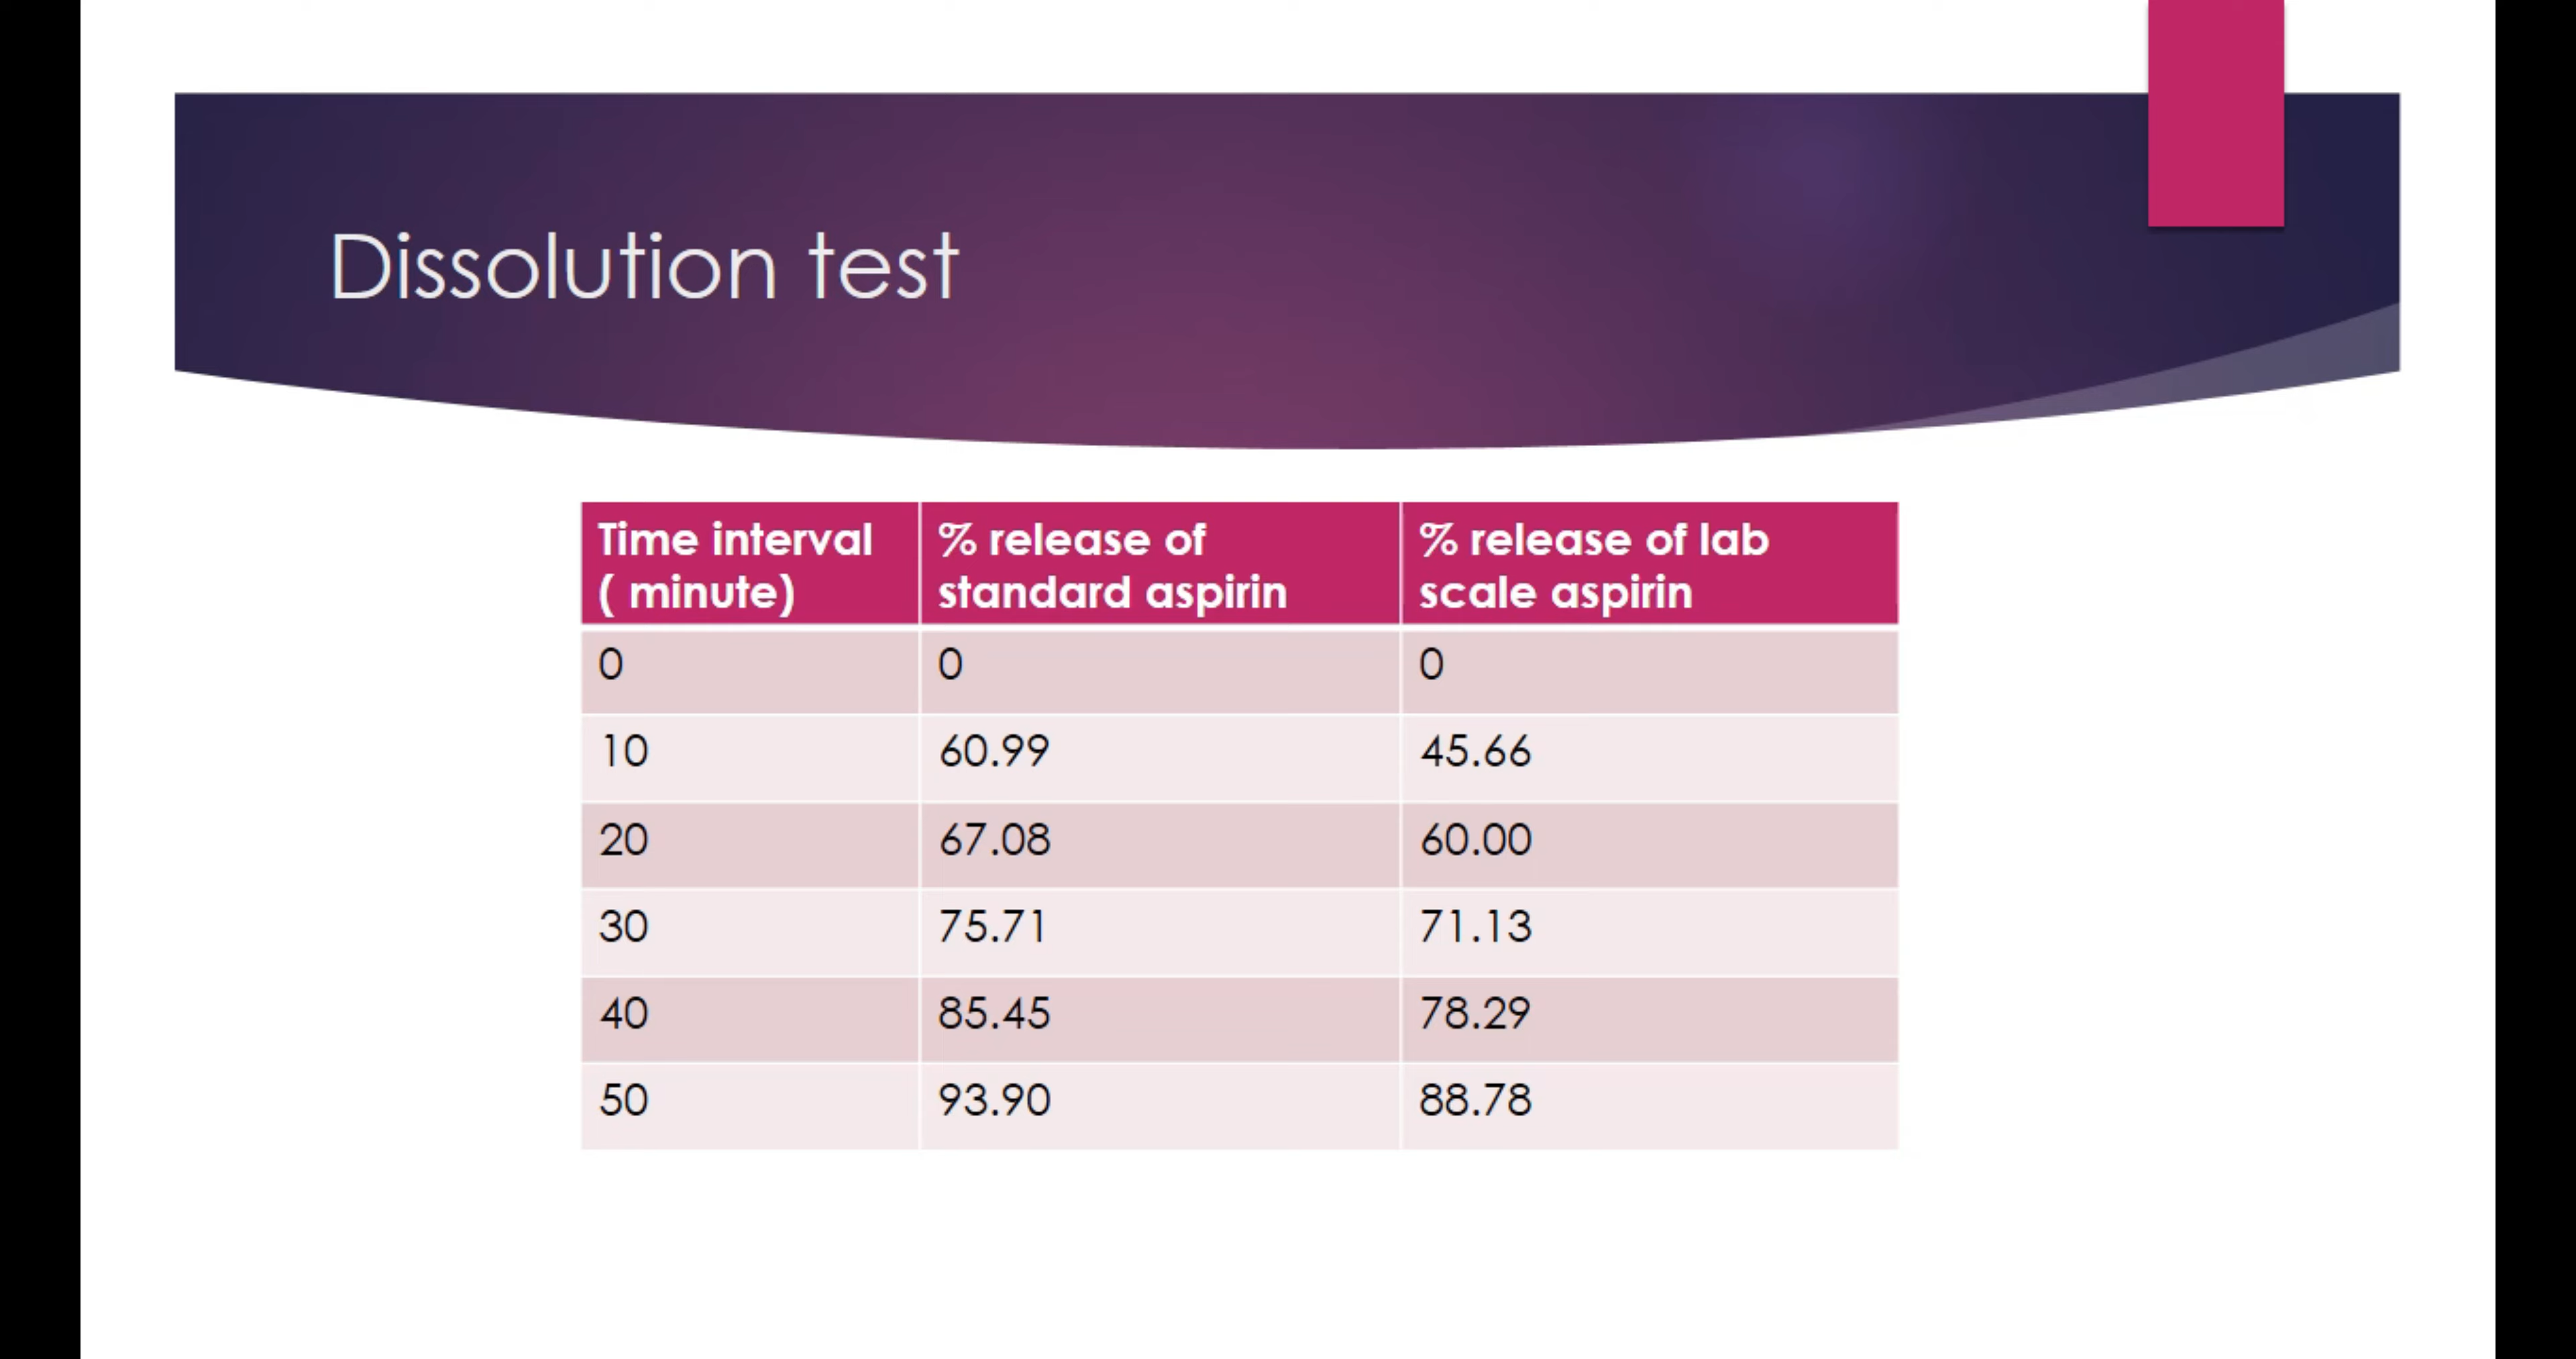 Dissolution test
Time interval % release of % release of lab
( minute) standard aspirin scale aspirin
0 0 0
10 60.99 45.66
20 67.08 60.00
30 75.71 71.13
40 85.45 78.29
50 93.90 88.78